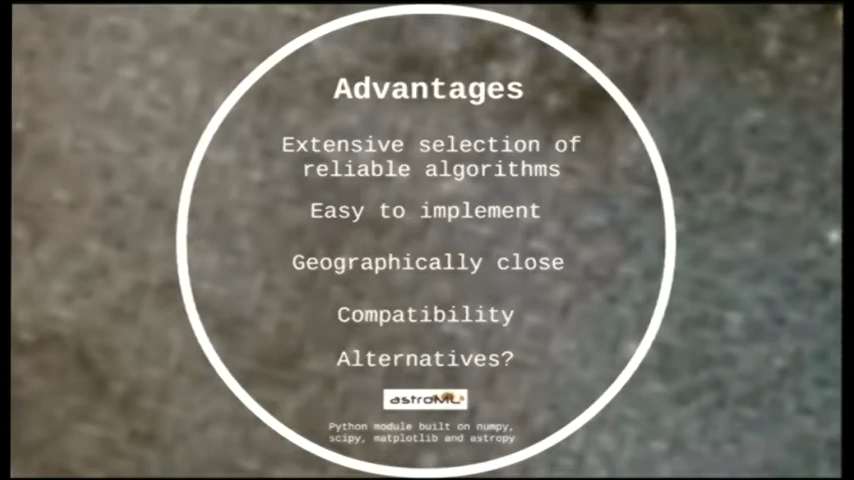 Advantages
Extensive selection of
reliable algorithms
Easy to implement
Geographically close
Compatibility
Alternatives?
astroML
Python module built on numpy,
scipy, matplotlib and astropy